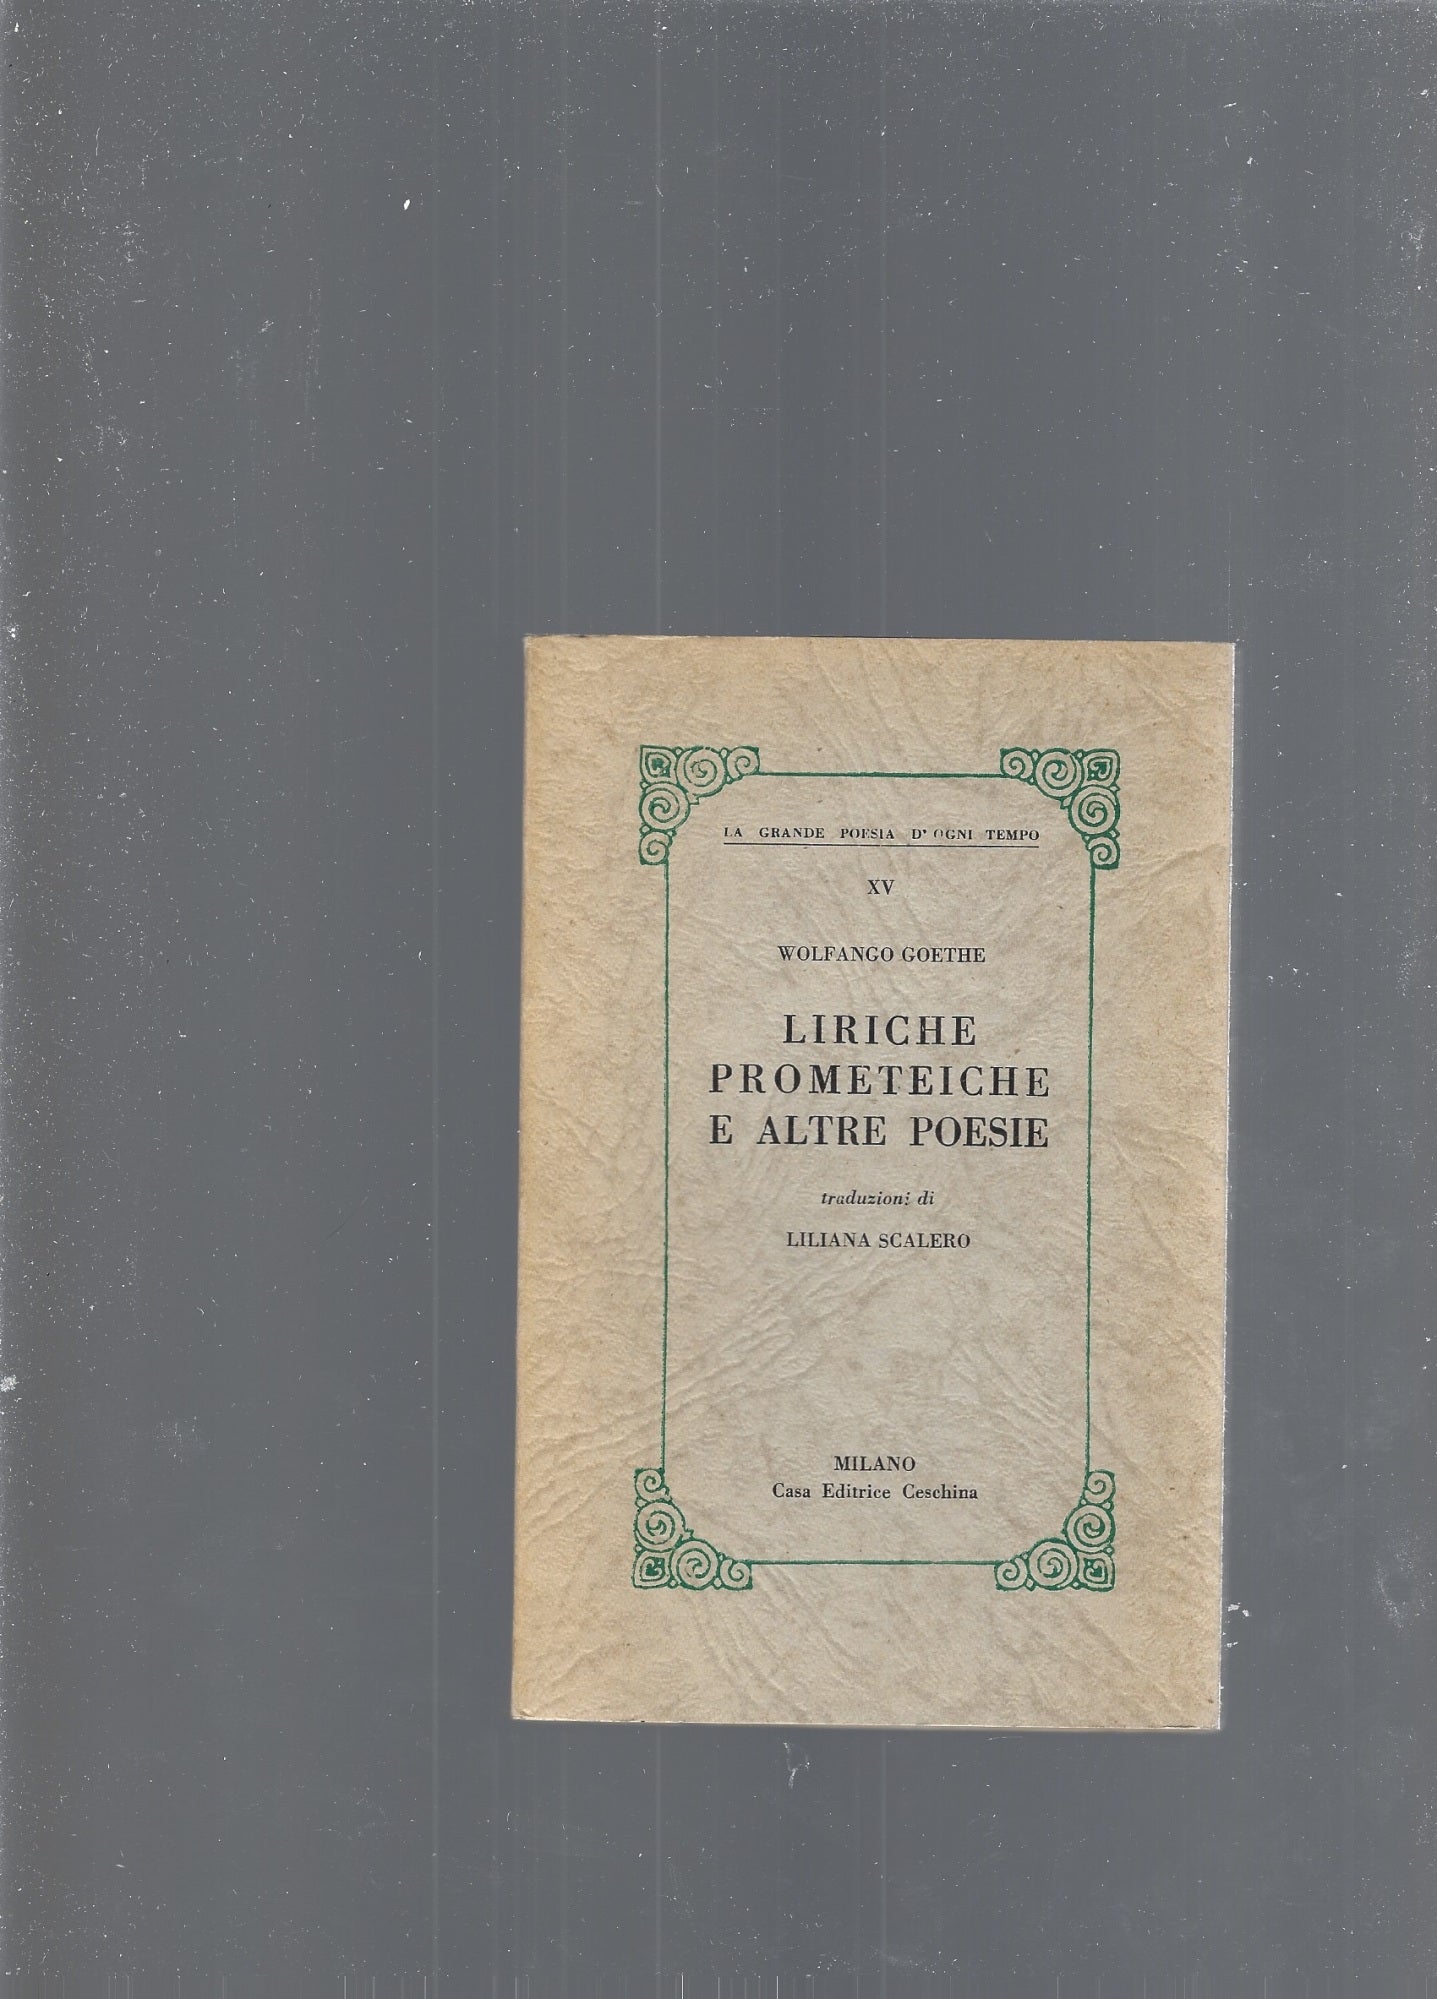 LA GRANDE POESIA D' OGNI TEMPO
XV
WOLFANGO GOETHE
LIRICHE
PROMETEICHE
E ALTRE POESIE
traduzioni di
LILIANA SCALERO
MILANO
Casa Editrice Ceschina